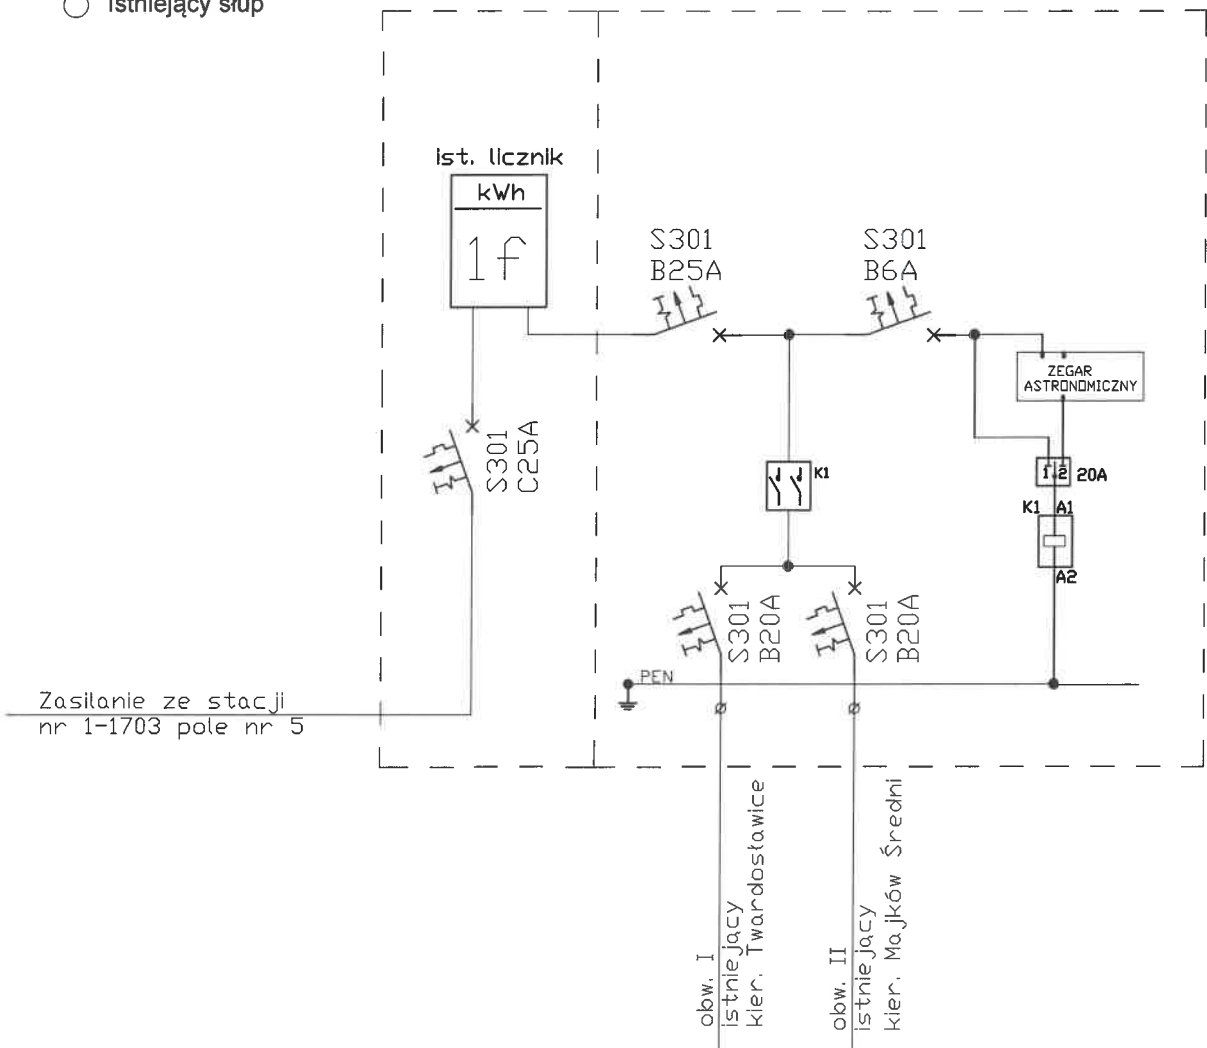 Istniejący słup
ist. licznik
kWh
1f
S301
B25A
S301
B6A
ZEGAR
ASTRONOMICZNY
S301
C25A
K1
1 2 20A
K1 A1
A2
S301
B20A
S301
B20A
PEN
Zasilanie ze stacji
nr 1-1703 pole nr 5
obw. I
istniejący
kier. Twardosławice
obw. II
istniejący
kier. Majków Średni